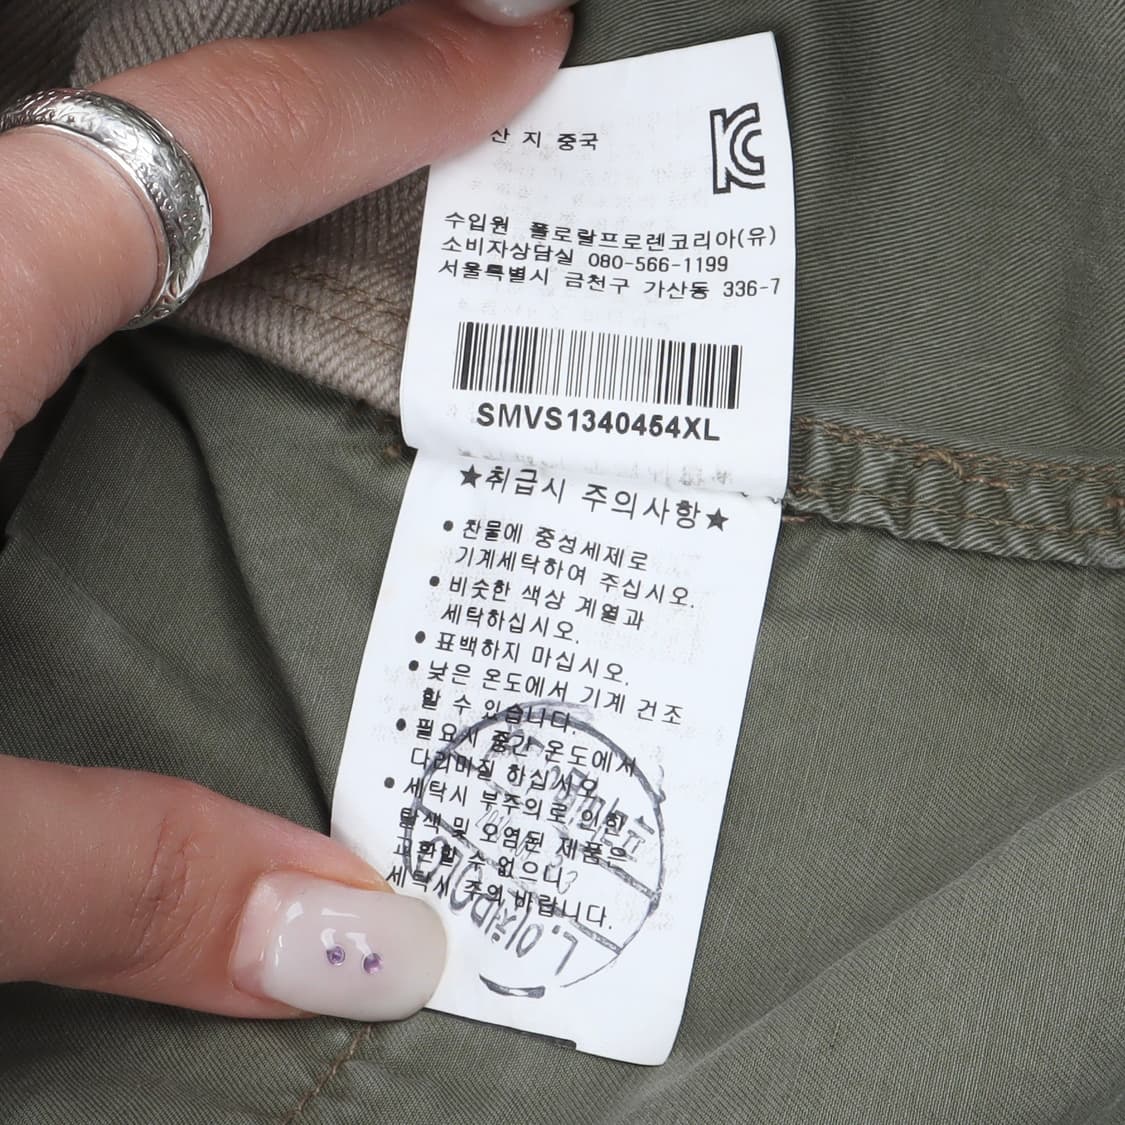 산 지 중국
수입원 폴로랄프로렌코리아(유)
소비자상담실 080-566-1199
서울특별시 금천구 가산동 336-7
SMVS1340454XL
★취급시 주의사항★
● 찬물에 중성세제로
기계세탁하여 주십시오.
● 비슷한 색상 계열과
세탁하십시오.
● 표백하지 마십시오.
● 낮은 온도에서 기계 건조
할 수 있습니다.
● 필요시 중간 온도에서
다리미질 하십시오.
● 세탁시 부주의로 인한
탈색 및 오염된 제품은
교환할 수 없으니
세탁시 주의 바랍니다.